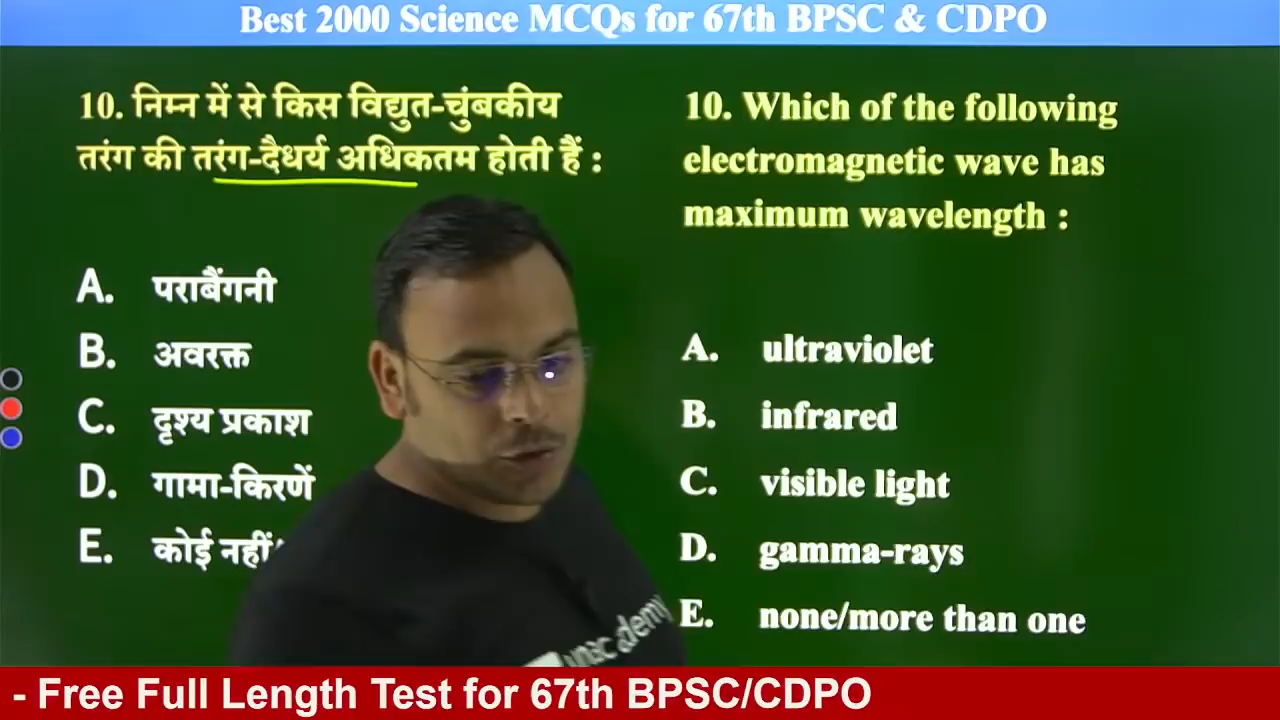 Best 2000 Science MCQs for 67th BPSC & CDPO
10. निम्न में से किस विद्युत-चुंबकीय
तरंग की तरंग-दैधर्य अधिकतम होती हैं :
A. पराबैंगनी
B. अवरक्त
C. दृश्य प्रकाश
D. गामा-किरणें
E. कोई नहीं
10. Which of the following
electromagnetic wave has
maximum wavelength :
A. ultraviolet
B. infrared
C. visible light
D. gamma-rays
E. none/more than one
- Free Full Length Test for 67th BPSC/CDPO